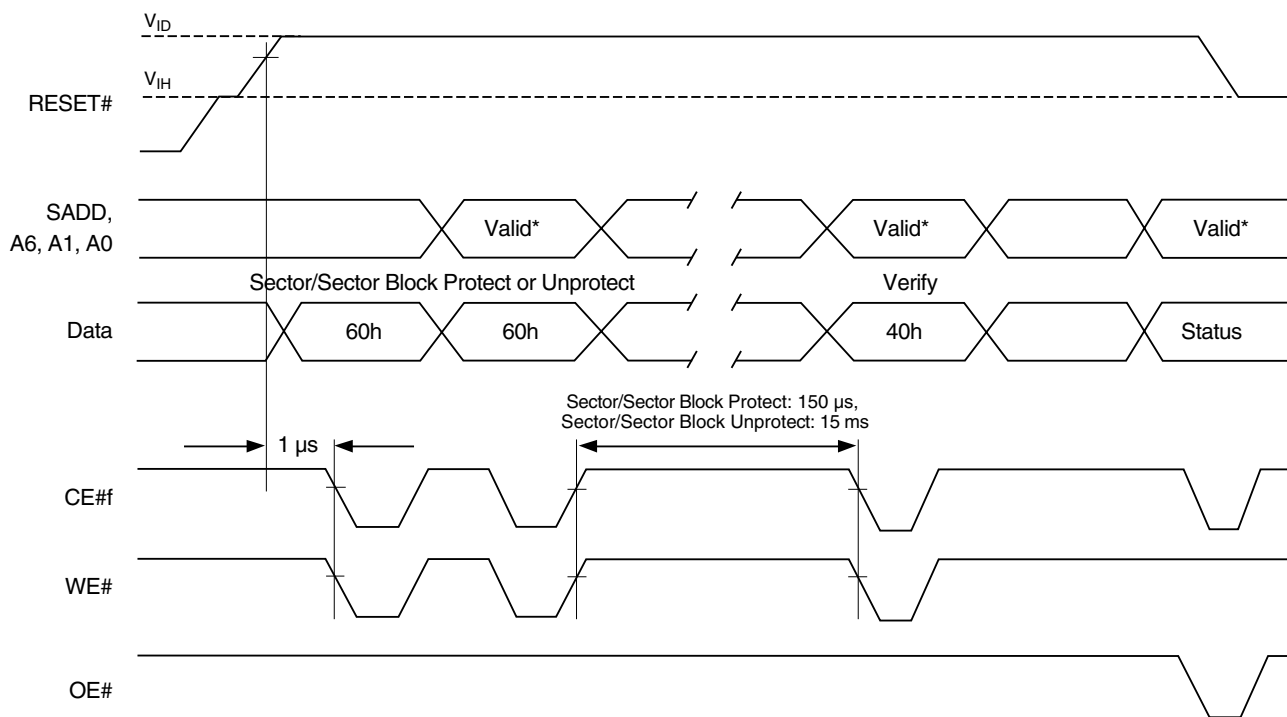 VID
VIH
RESET#
SADD,
A6, A1, A0
Valid*
Valid*
Valid*
Sector/Sector Block Protect or Unprotect
Verify
Data
60h
60h
40h
Status
Sector/Sector Block Protect: 150 µs,
Sector/Sector Block Unprotect: 15 ms
1 µs
CE#f
WE#
OE#